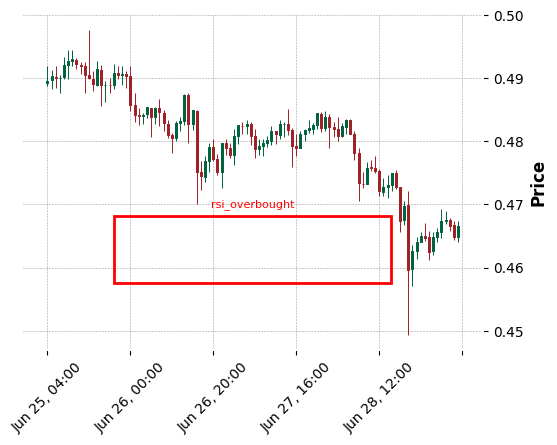 0.50
0.49
0.48
0.47
0.46
0.45
Price
rsi_overbought
Jun 25, 04:00
Jun 26, 00:00
Jun 26, 20:00
Jun 27, 16:00
Jun 28, 12:00